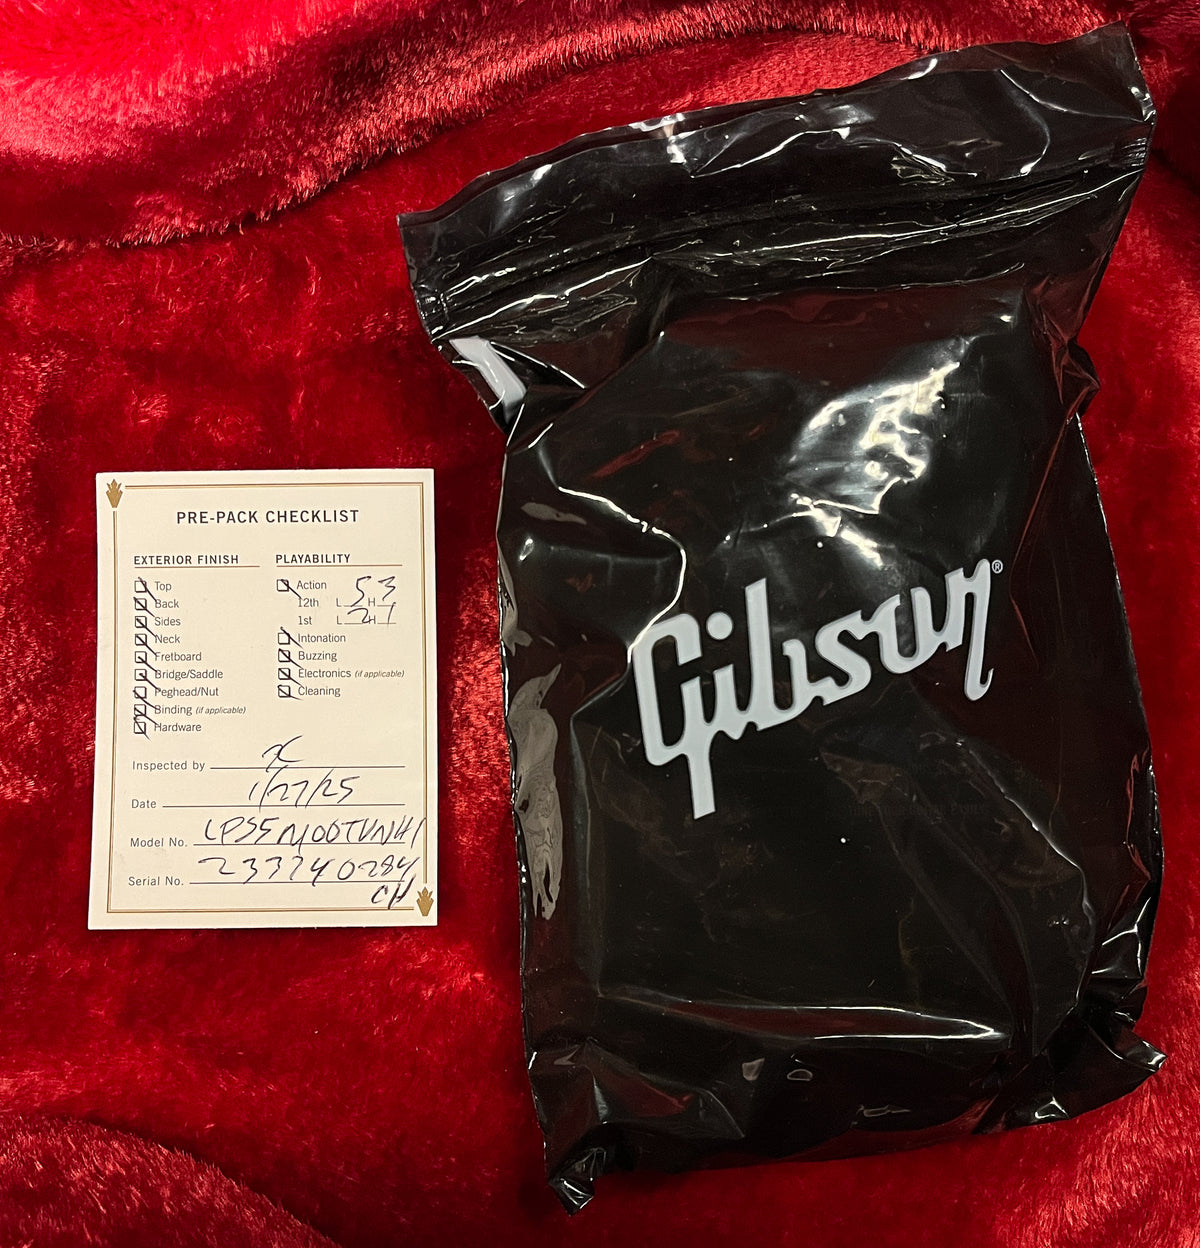 PRE-PACK CHECKLIST
EXTERIOR FINISH
Top
Back
Sides
Neck
Fretboard
Bridge/Saddle
Peghead/Nut
Binding (if applicable)
Hardware
PLAYABILITY
Action
12th L 5 H 3
1st L 2 H 1
Intonation
Buzzing
Electronics (if applicable)
Cleaning
Inspected by
Date 1/27/25
Model No. LPS5M00TVNH1
Serial No. 233740284
CH
Gibson®